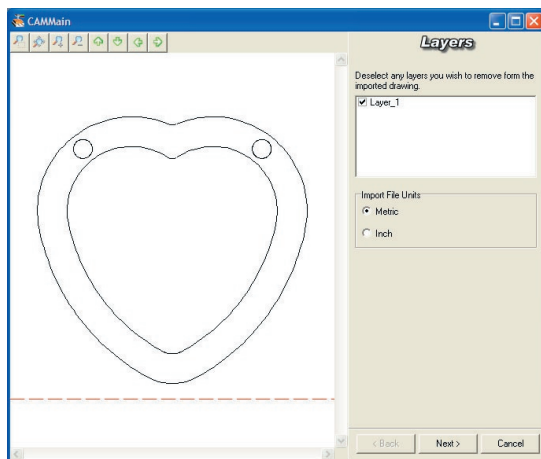 CAMMain
Layers
Deselect any layers you wish to remove form the
imported drawing.
Layer_1
Import File Units
Metric
Inch
< Back
Next >
Cancel